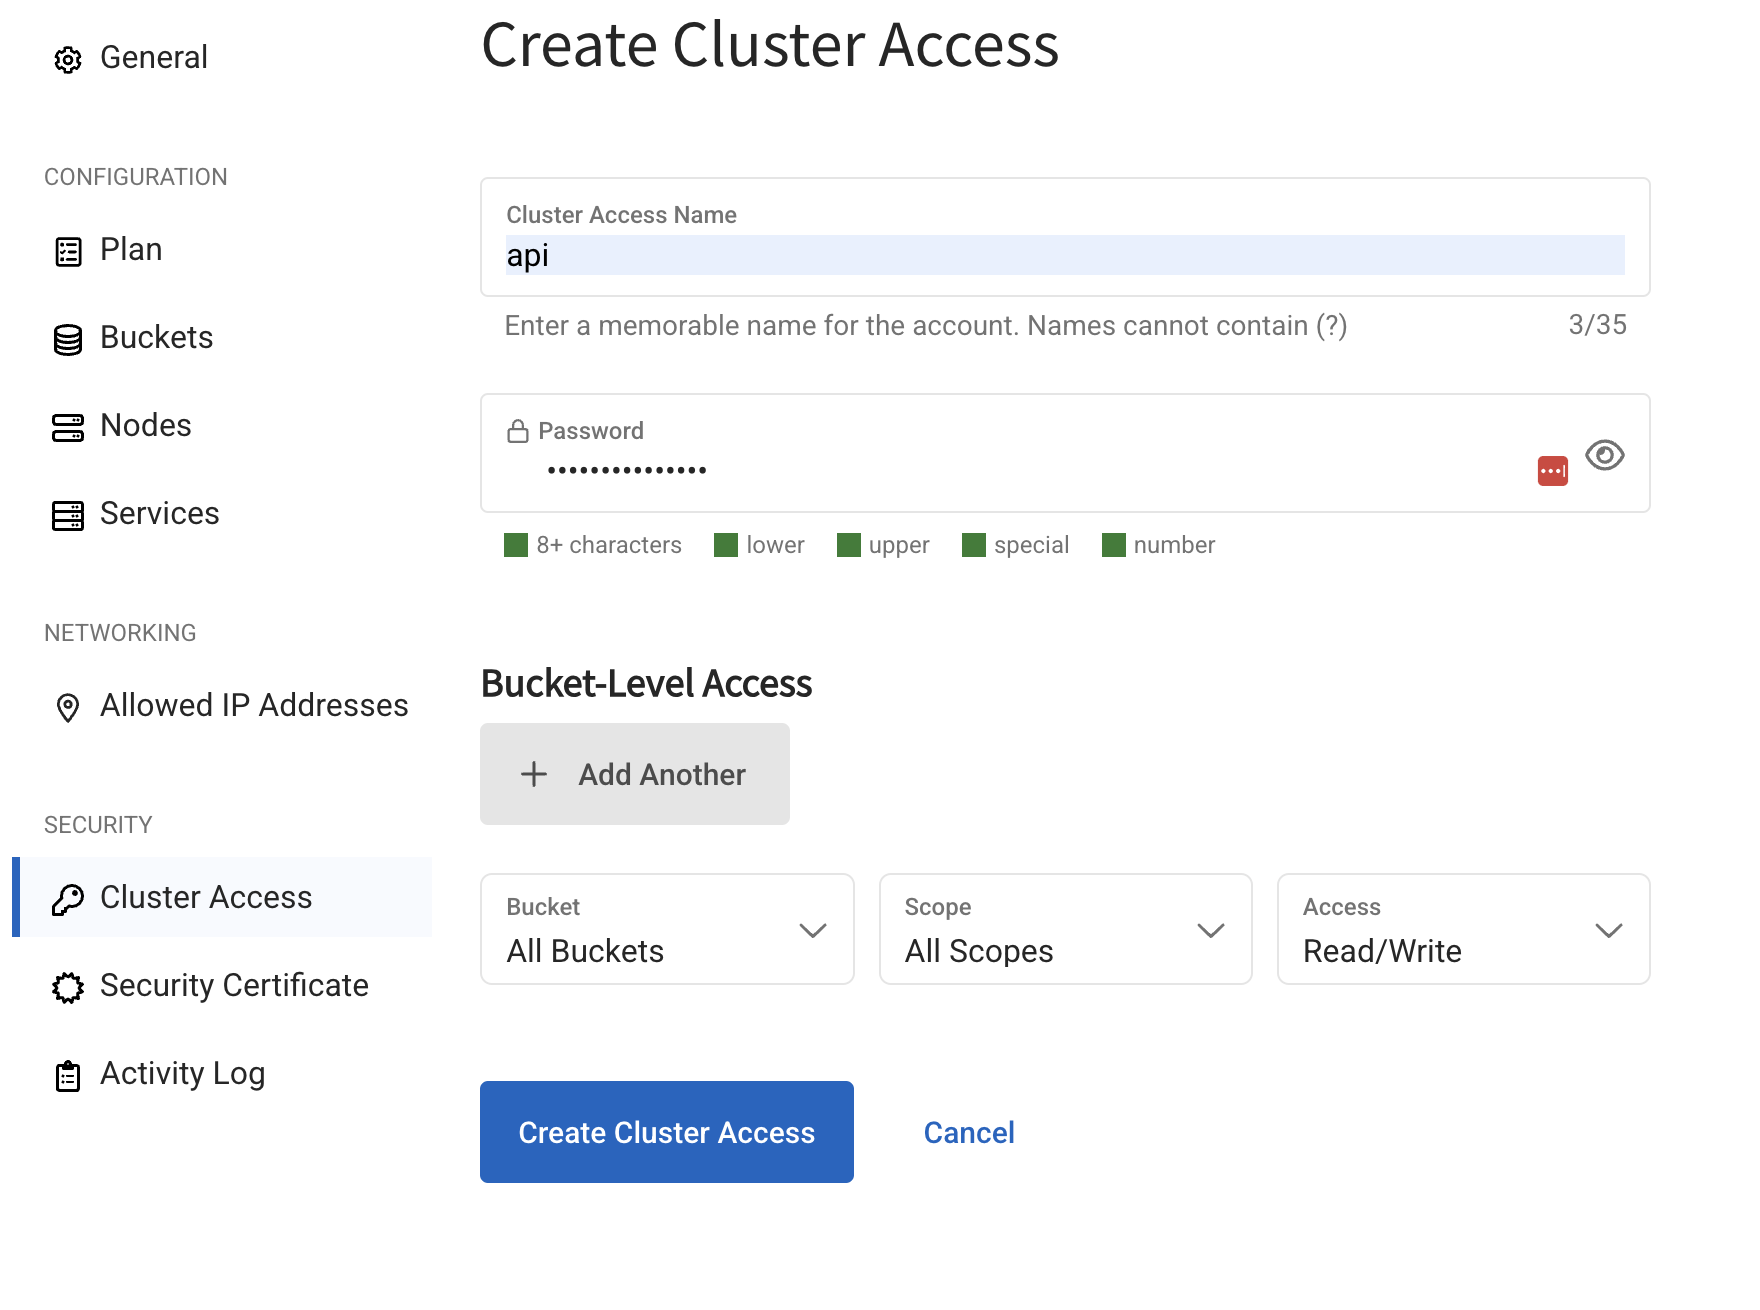 General
CONFIGURATION
Plan
Buckets
Nodes
Services
NETWORKING
Allowed IP Addresses
SECURITY
Cluster Access
Security Certificate
Activity Log
Create Cluster Access
Cluster Access Name
api
Enter a memorable name for the account. Names cannot contain (?) 3/35
Password
•••••••••••••••
8+ characters lower upper special number
Bucket-Level Access
+ Add Another
Bucket Scope Access
All Buckets All Scopes Read/Write
Create Cluster Access Cancel